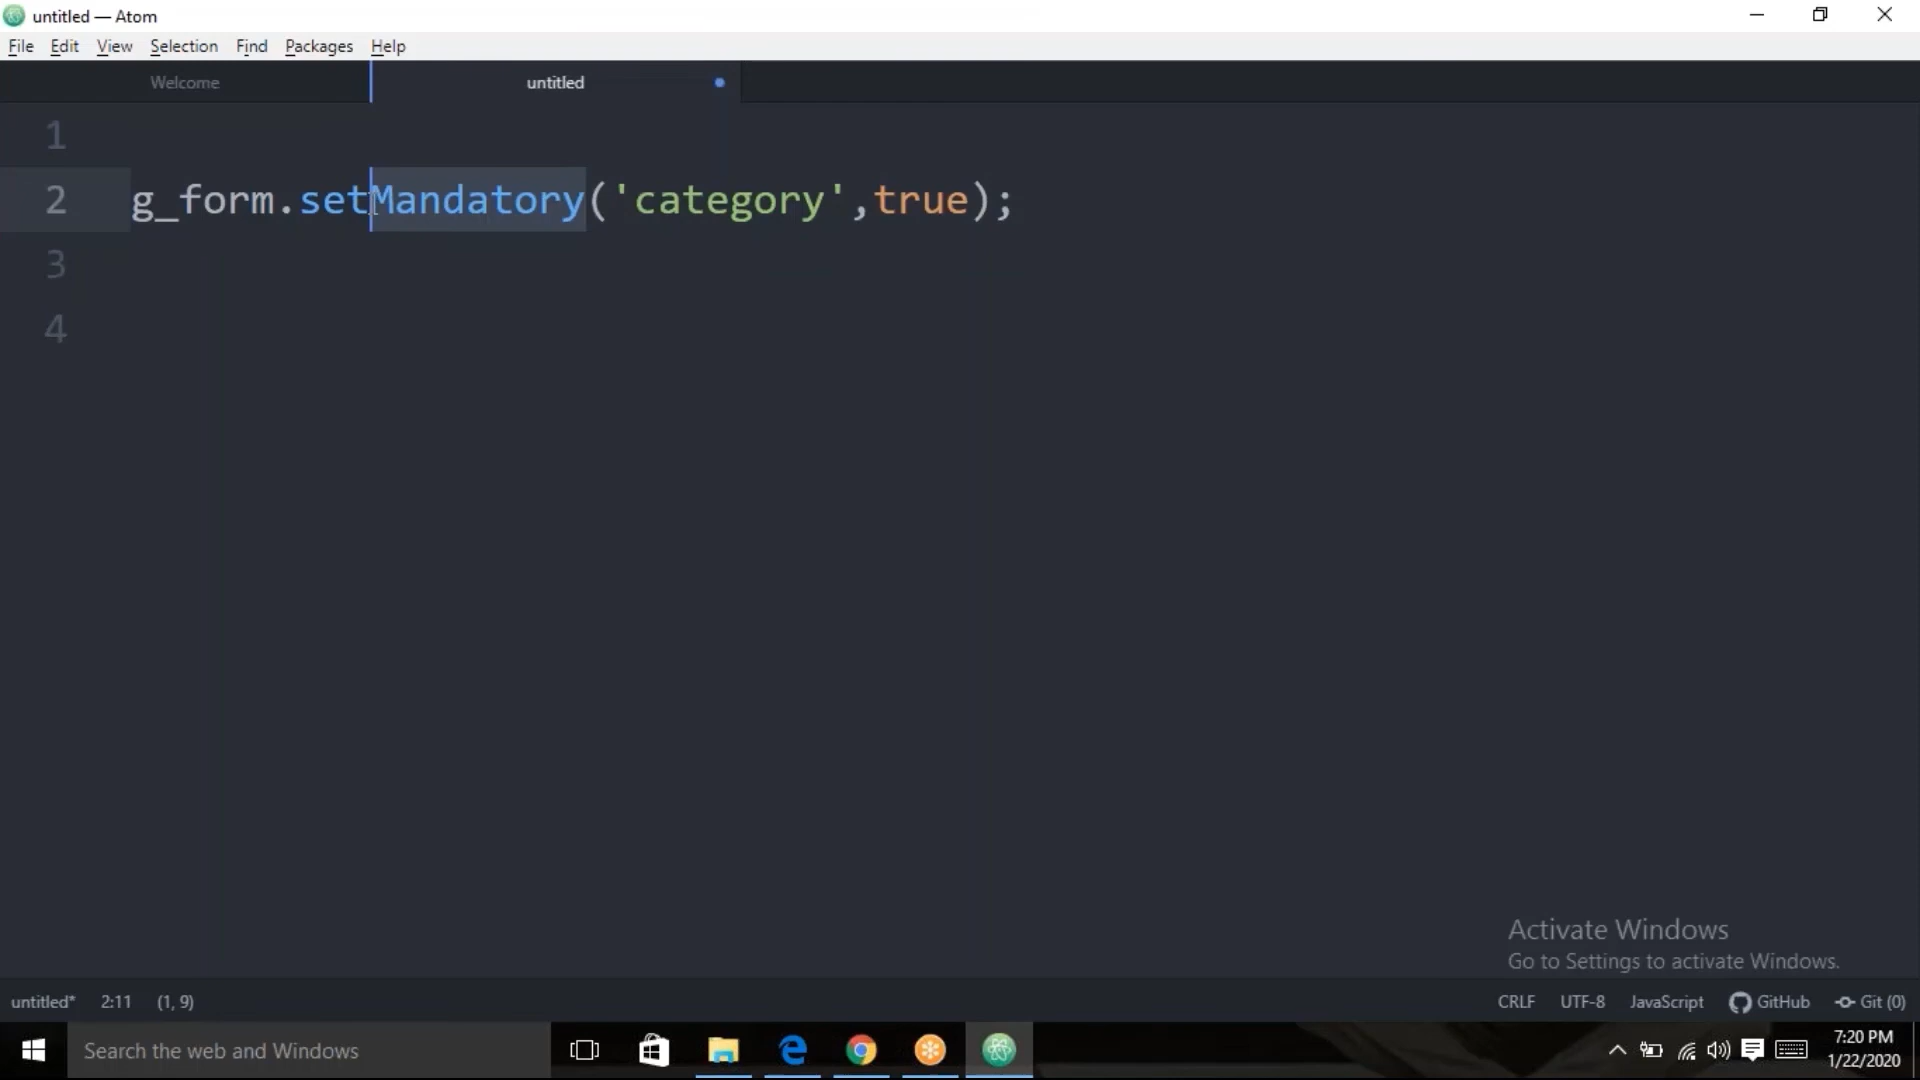 untitled — Atom
File Edit View Selection Find Packages Help
Welcome untitled
1
2 g_form.setMandatory('category',true);
3
4
Activate Windows
Go to Settings to activate Windows.
untitled* 2:11 (1, 9) CRLF UTF-8 JavaScript GitHub Git (0)
Search the web and Windows
7:20 PM
1/22/2020